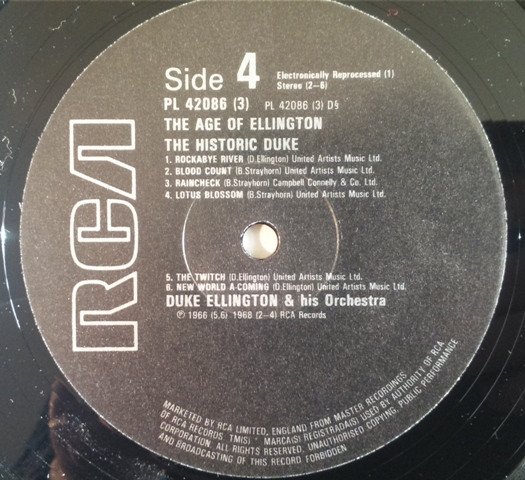 Side 4
Electronically Reprocessed (1)
Stereo (2–6)
PL 42086 (3) PL 42086 (3) D§
THE AGE OF ELLINGTON
THE HISTORIC DUKE
1. ROCKABYE RIVER (D.Ellington) United Artists Music Ltd.
2. BLOOD COUNT (B.Strayhorn) United Artists Music Ltd.
3. RAINCHECK (B.Strayhorn) Campbell Connelly & Co. Ltd.
4. LOTUS BLOSSOM (B.Strayhorn) United Artists Music Ltd.
RCA
5. THE TWITCH (D.Ellington) United Artists Music Ltd.
6. NEW WORLD A-COMING (D.Ellington) United Artists Music Ltd.
DUKE ELLINGTON & his Orchestra
℗ 1966 (5,6) 1968 (2–4) RCA Records
MARKETED BY RCA LIMITED, ENGLAND FROM MASTER RECORDINGS
OF RCA RECORDS TM(S) ® MARCA(S) REGISTRADA(S) USED BY AUTHORITY OF RCA
CORPORATION. ALL RIGHTS RESERVED. UNAUTHORISED COPYING, PUBLIC PERFORMANCE
AND BROADCASTING OF THIS RECORD FORBIDDEN